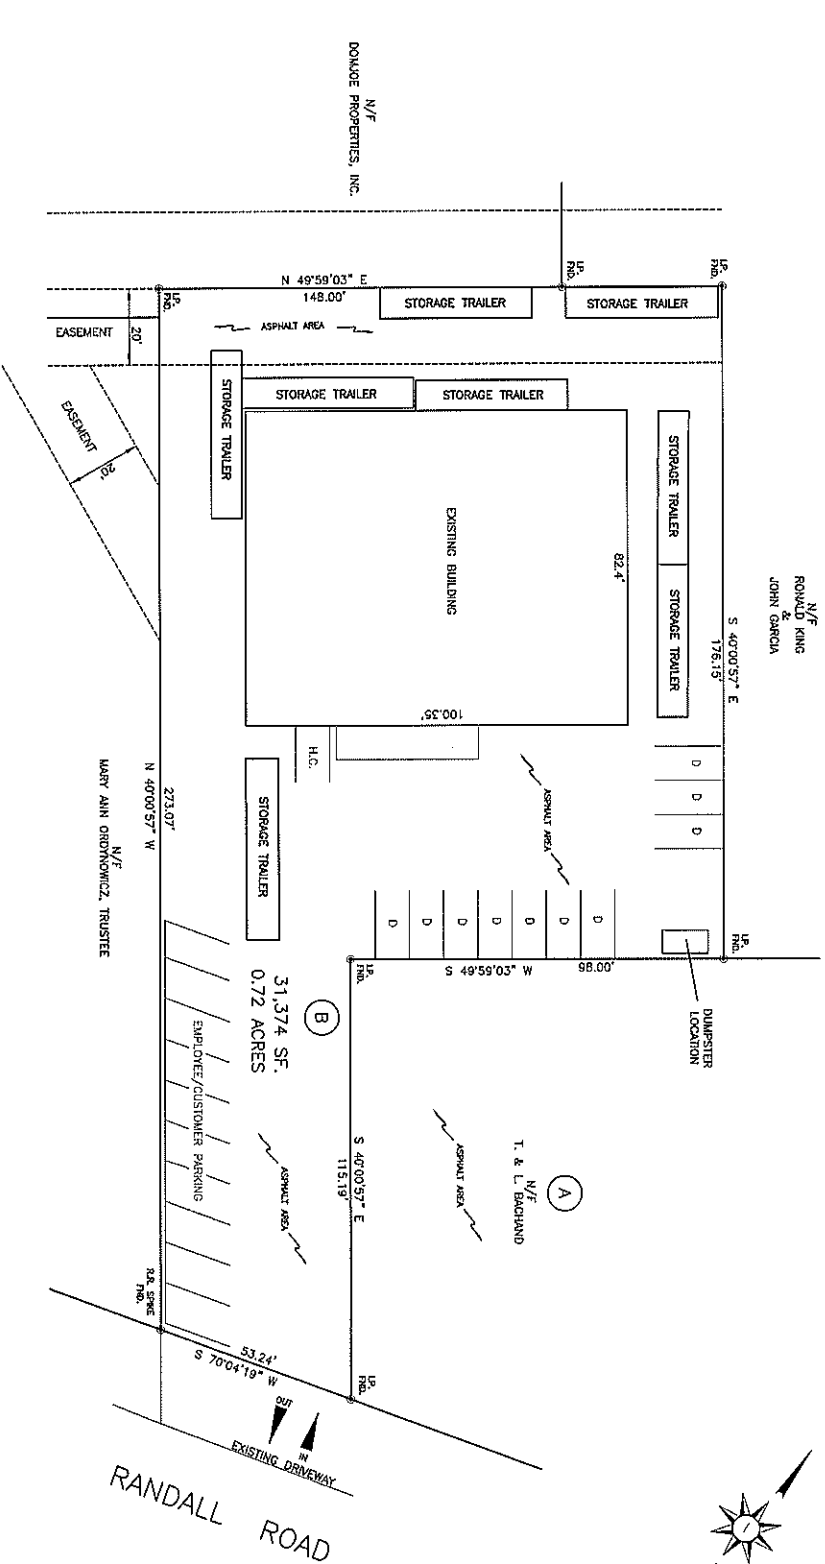 N/F
DOMJOE PROPERTIES, INC.
N 49°59'03" E
148.00'
I.P.
FND.
I.P.
FND.
I.P.
FND.
STORAGE TRAILER
STORAGE TRAILER
ASPHALT AREA
EASEMENT
20'
EASEMENT
20'
STORAGE TRAILER
STORAGE TRAILER
STORAGE TRAILER
STORAGE TRAILER
STORAGE TRAILER
EXISTING BUILDING
82.4'
100.35'
N/F
RONALD KING
&
JOHN GARCIA
S 40°00'57" E
176.15'
H.C.
ASPHALT AREA
D
D
D
STORAGE TRAILER
N/F
MARY ANN ORDYNOWICZ, TRUSTEE
273.07'
N 40°00'57" W
D
D
D
D
D
D
D
I.P.
FND.
I.P.
FND.
S 49°59'03" W
98.00'
DUMPSTER
LOCATION
B
31,374 SF.
0.72 ACRES
EMPLOYEE/CUSTOMER PARKING
ASPHALT AREA
S 40°00'57" E
115.19'
ASPHALT AREA
A
N/F
T. & L. BACHAND
R.R. SPIKE
FND.
I.P.
FND.
53.24'
S 70°04'19" W
OUT
IN
EXISTING DRIVEWAY
RANDALL ROAD